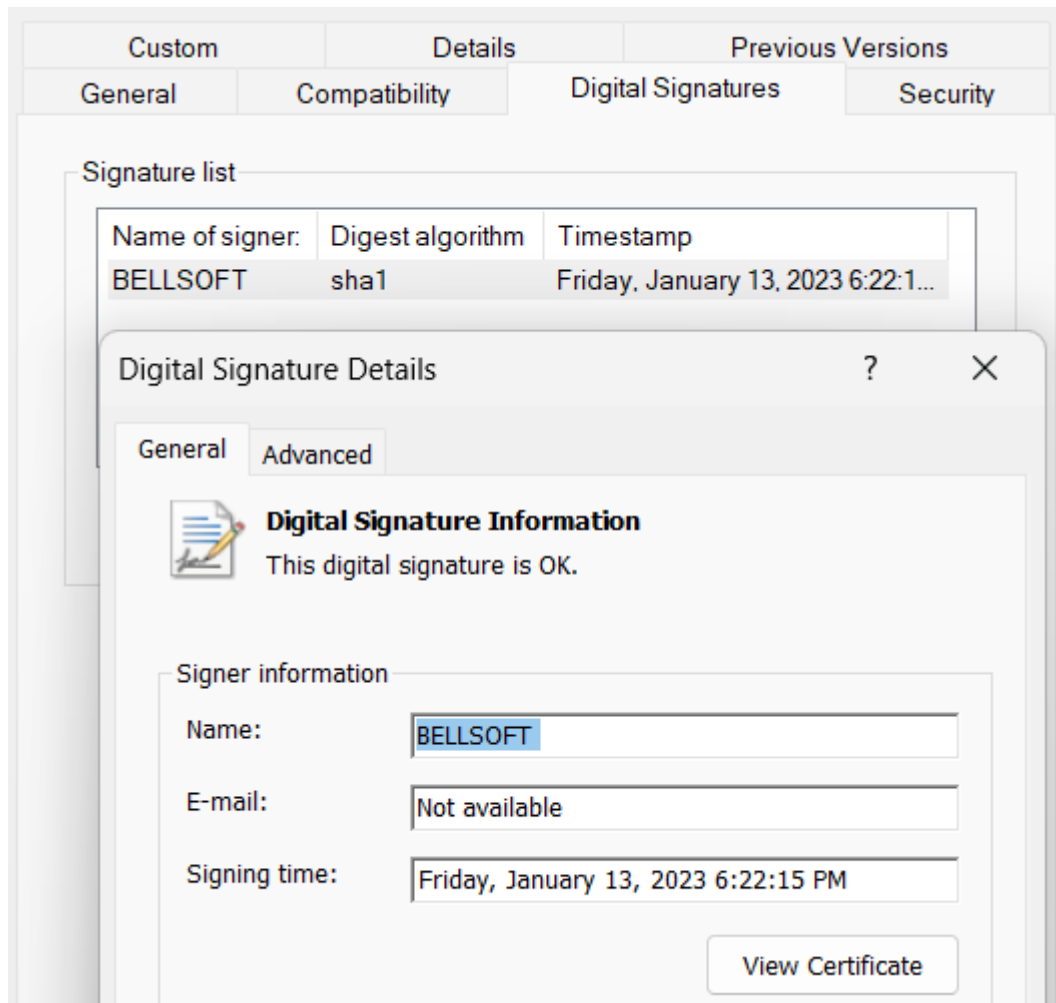 Custom Details Previous Versions
General Compatibility Digital Signatures Security
Signature list
Name of signer: Digest algorithm Timestamp
BELLSOFT sha1 Friday, January 13, 2023 6:22:1...
Digital Signature Details ?
General Advanced
Digital Signature Information
This digital signature is OK.
Signer information
Name: BELLSOFT
E-mail: Not available
Signing time: Friday, January 13, 2023 6:22:15 PM
View Certificate